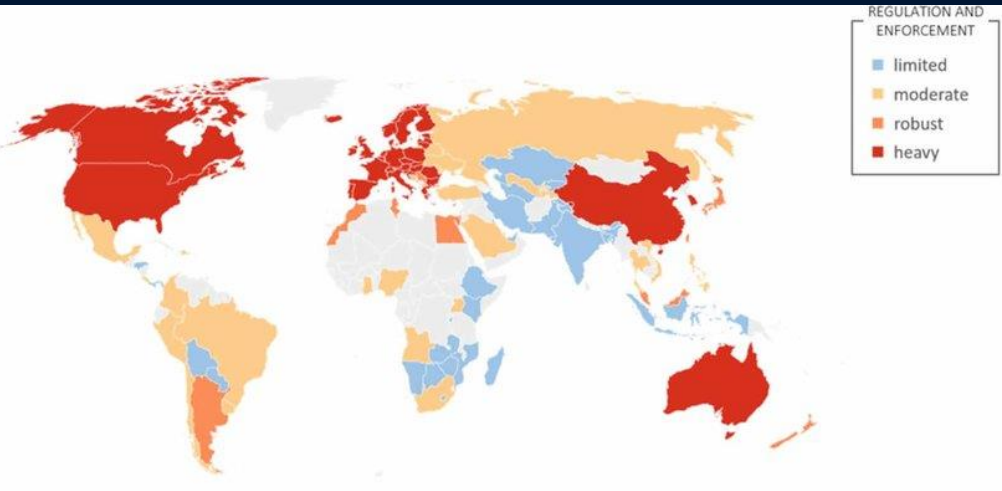 REGULATION AND
ENFORCEMENT
limited
moderate
robust
heavy